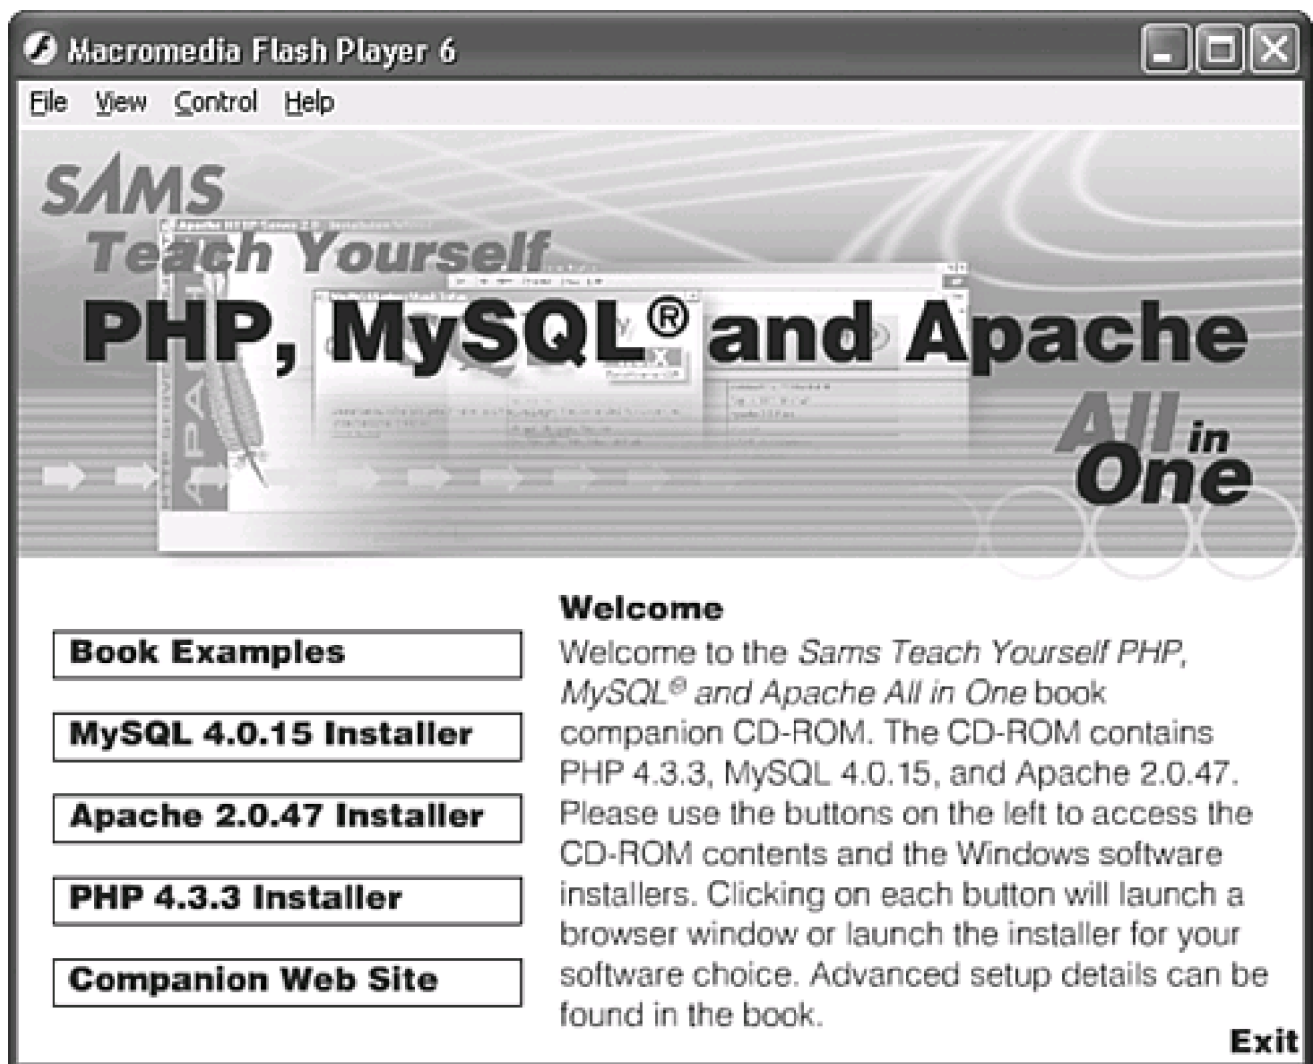 Macromedia Flash Player 6
File View Control Help
SAMS
Teach Yourself
PHP, MySQL® and Apache
All in
One
APACHE
Welcome
Welcome to the Sams Teach Yourself PHP,
MySQL® and Apache All in One book
companion CD-ROM. The CD-ROM contains
PHP 4.3.3, MySQL 4.0.15, and Apache 2.0.47.
Please use the buttons on the left to access the
CD-ROM contents and the Windows software
installers. Clicking on each button will launch a
browser window or launch the installer for your
software choice. Advanced setup details can be
found in the book.
Book Examples
MySQL 4.0.15 Installer
Apache 2.0.47 Installer
PHP 4.3.3 Installer
Companion Web Site
Exit